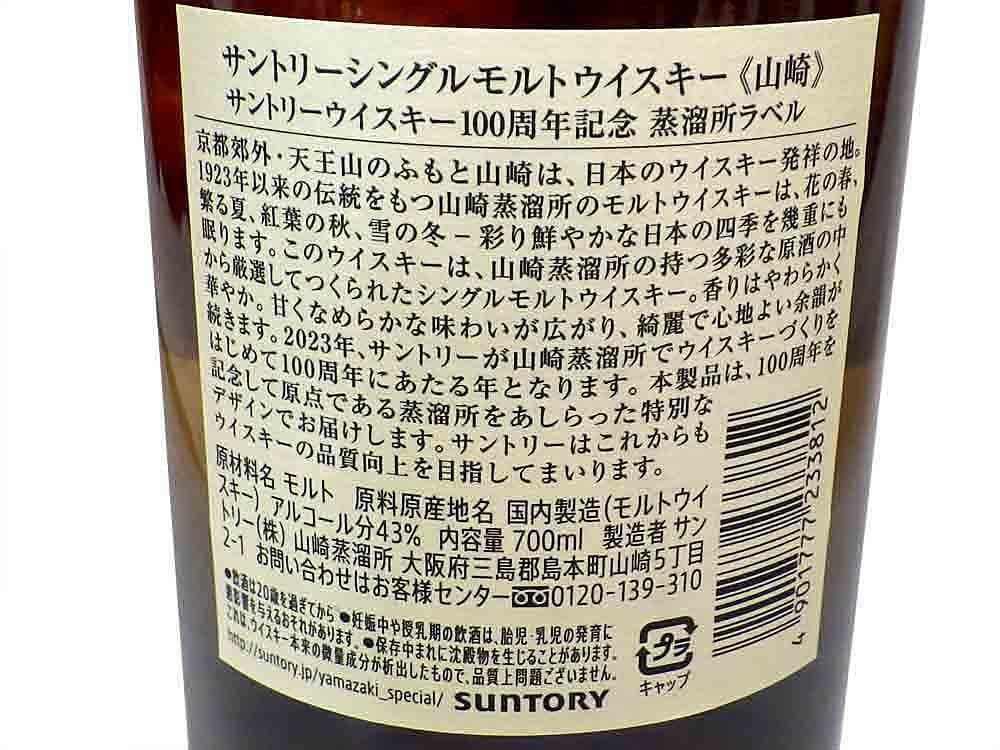 サントリーシングルモルトウイスキー《山崎》
サントリーウイスキー100周年記念 蒸溜所ラベル
京都郊外・天王山のふもと山崎は、日本のウイスキー発祥の地。
1923年以来の伝統をもつ山崎蒸溜所のモルトウイスキーは、花の春、
繁る夏、紅葉の秋、雪の冬－彩り鮮やかな日本の四季を幾重にも
眠ります。このウイスキーは、山崎蒸溜所の持つ多彩な原酒の中
から厳選してつくられたシングルモルトウイスキー。香りはやわらかく
華やか。甘くなめらかな味わいが広がり、綺麗で心地よい余韻が
続きます。2023年、サントリーが山崎蒸溜所でウイスキーづくりを
はじめて100周年にあたる年となります。本製品は、100周年を
記念して原点である蒸溜所をあしらった特別な
デザインでお届けします。サントリーはこれからも
ウイスキーの品質向上を目指してまいります。
原材料名 モルト 原料原産地名 国内製造(モルトウイ
スキー) アルコール分43% 内容量 700ml 製造者 サン
トリー(株) 山崎蒸溜所 大阪府三島郡島本町山崎5丁目
2-1 お問い合わせはお客様センター 0120-139-310
●飲酒は20歳を過ぎてから ●妊娠中や授乳期の飲酒は、胎児・乳児の発育に
悪影響を与えるおそれがあります。●保存中まれに沈殿物を生じることがあります。
これは、ウイスキー本来の微量成分が析出したもので、品質上問題ございません。
http://suntory.jp/yamazaki_special/ SUNTORY
プラ
キャップ
4 901777 233812